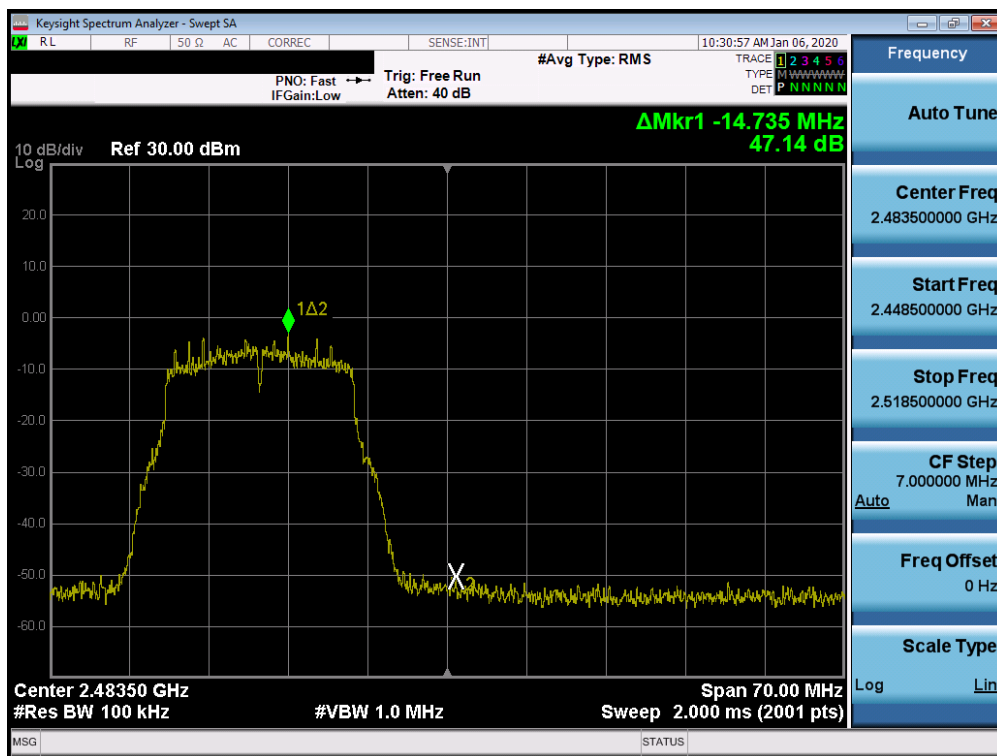 Keysight Spectrum Analyzer - Swept SA
LXI RL RF 50 Ω AC CORREC SENSE:INT 10:30:57 AM Jan 06, 2020
#Avg Type: RMS TRACE 1 2 3 4 5 6
PNO: Fast Trig: Free Run TYPE M WWWWW
IFGain:Low Atten: 40 dB DET P N N N N N
ΔMkr1 -14.735 MHz
47.14 dB
10 dB/div Ref 30.00 dBm
Log
20.0
10.0
0.00
1Δ2
-10.0
-20.0
-30.0
-40.0
-50.0
X2
-60.0
Center 2.48350 GHz Span 70.00 MHz
#Res BW 100 kHz #VBW 1.0 MHz Sweep 2.000 ms (2001 pts)
MSG STATUS
Frequency
Auto Tune
Center Freq
2.483500000 GHz
Start Freq
2.448500000 GHz
Stop Freq
2.518500000 GHz
CF Step
7.000000 MHz
Auto Man
Freq Offset
0 Hz
Scale Type
Log Lin